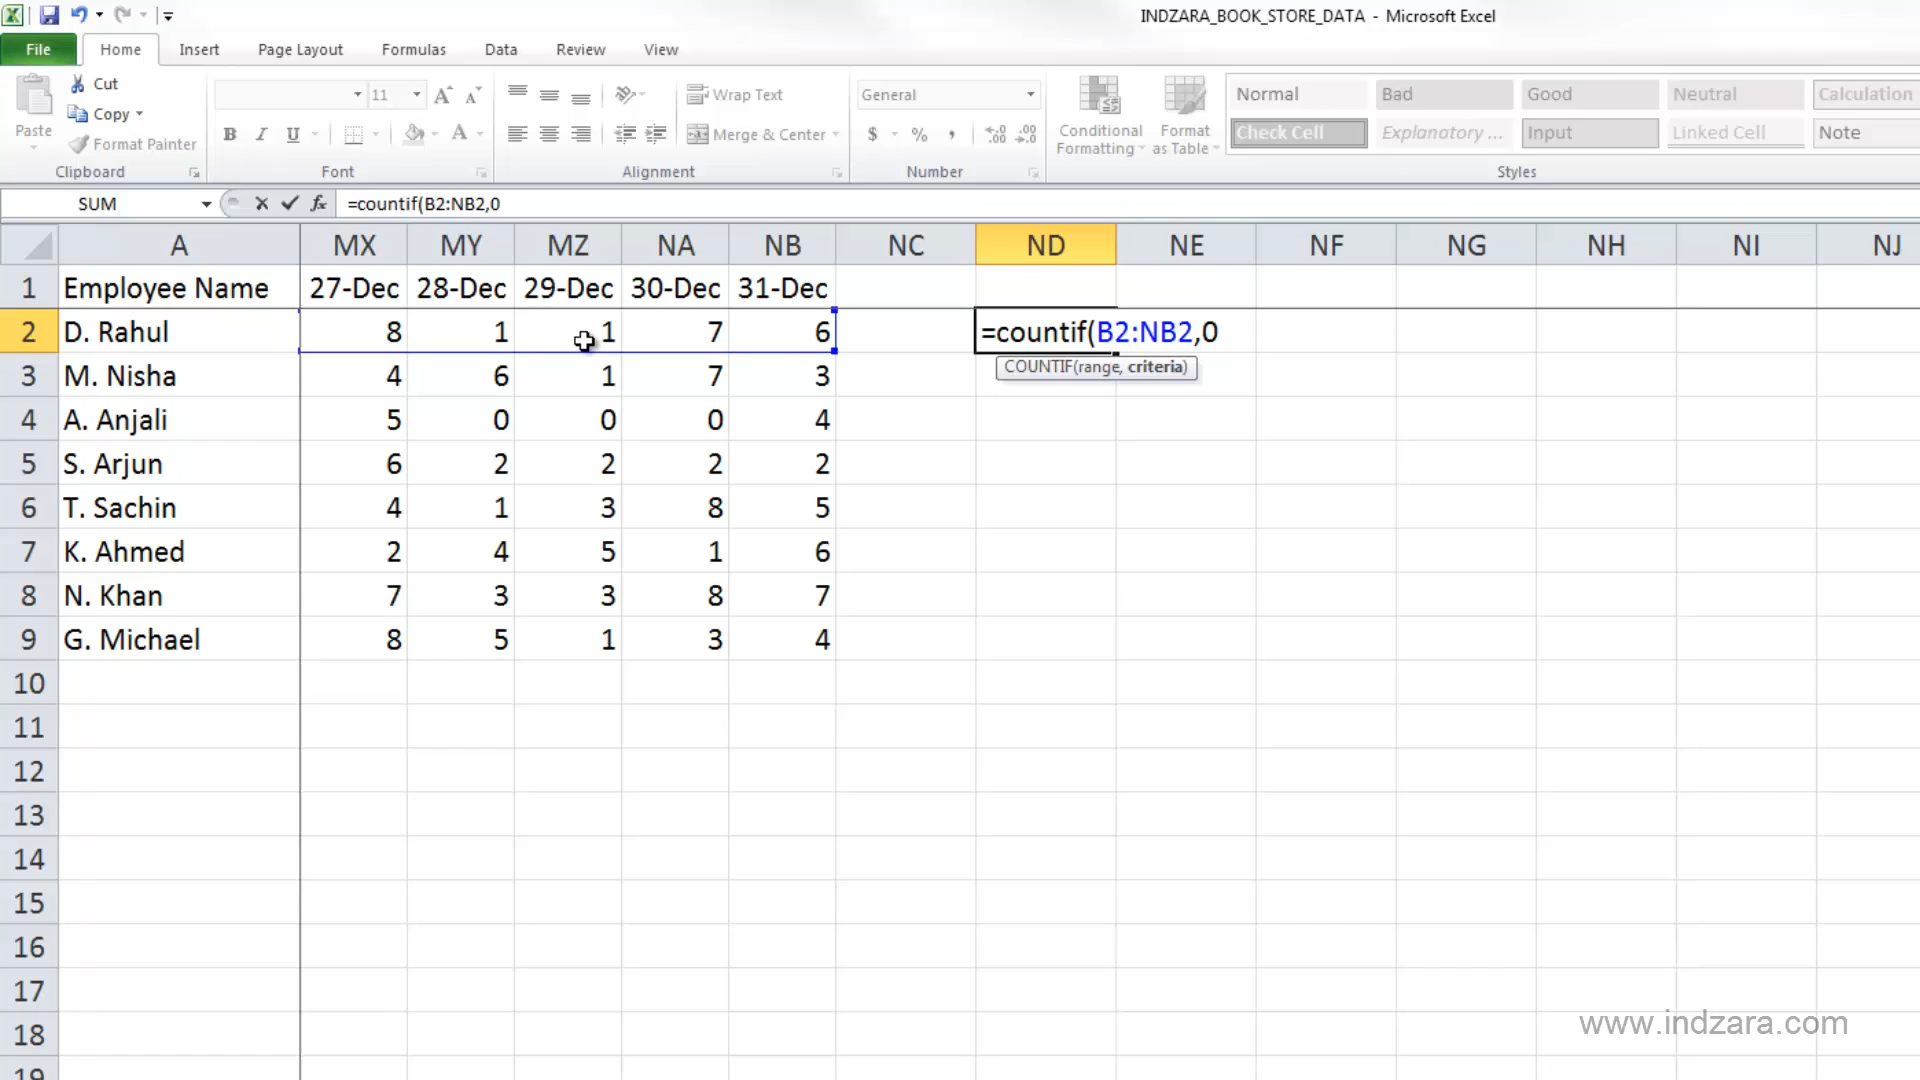 INDZARA_BOOK_STORE_DATA - Microsoft Excel
File Home Insert Page Layout Formulas Data Review View
Paste
Cut
Copy
Format Painter
Clipboard
11
B I U
Font
Wrap Text
Merge & Center
Alignment
General
$ % ,
Number
Conditional Formatting
Format as Table
Normal Bad Good Neutral Calculation
Check Cell Explanatory ... Input Linked Cell Note
Styles
SUM fx =countif(B2:NB2,0
A MX MY MZ NA NB NC ND NE NF NG NH NI NJ
1 Employee Name 27-Dec 28-Dec 29-Dec 30-Dec 31-Dec
2 D. Rahul 8 1 1 7 6 =countif(B2:NB2,0
COUNTIF(range, criteria)
3 M. Nisha 4 6 1 7 3
4 A. Anjali 5 0 0 0 4
5 S. Arjun 6 2 2 2 2
6 T. Sachin 4 1 3 8 5
7 K. Ahmed 2 4 5 1 6
8 N. Khan 7 3 3 8 7
9 G. Michael 8 5 1 3 4
10
11
12
13
14
15
16
17
18
19
www.indzara.com